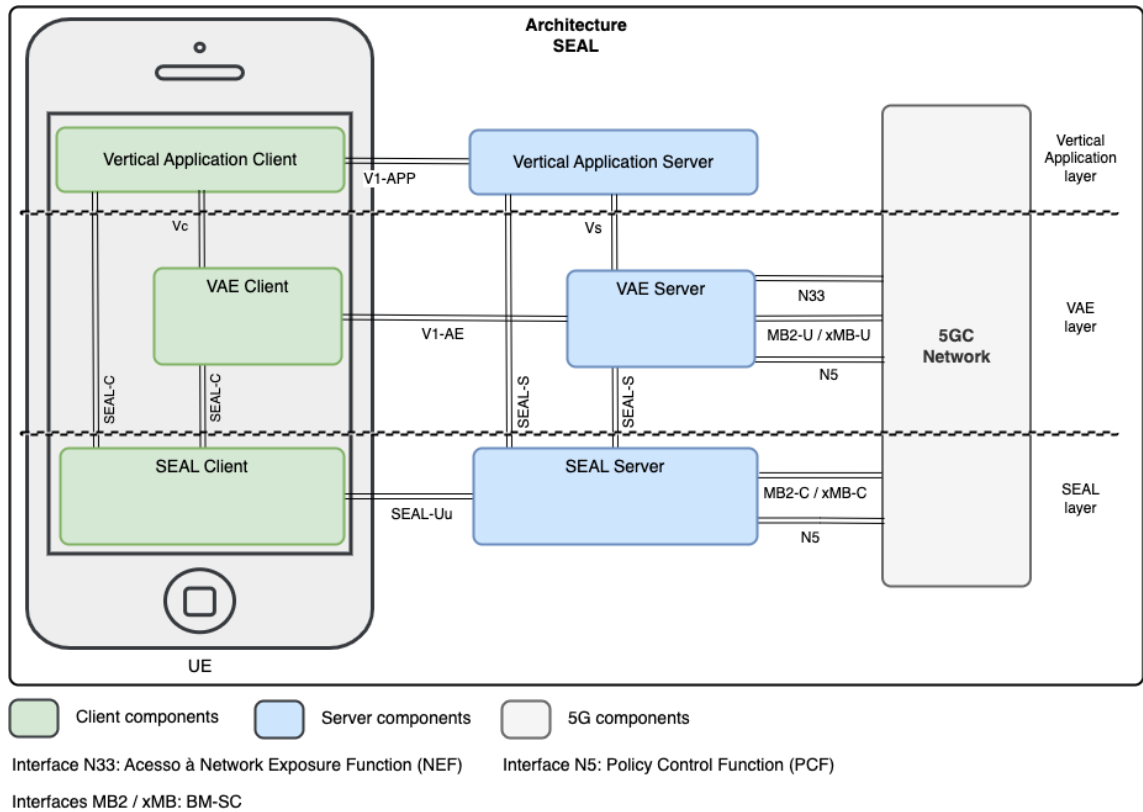 Architecture
SEAL
Vertical Application Client
V1-APP
Vertical Application Server
Vertical
Application
layer
Vc
Vs
VAE Client
V1-AE
VAE Server
N33
MB2-U / xMB-U
N5
5GC
Network
VAE
layer
SEAL-C
SEAL-C
SEAL-S
SEAL-S
SEAL Client
SEAL-Uu
SEAL Server
MB2-C / xMB-C
N5
SEAL
layer
UE
Client components
Server components
5G components
Interface N33: Acesso à Network Exposure Function (NEF)
Interface N5: Policy Control Function (PCF)
Interfaces MB2 / xMB: BM-SC